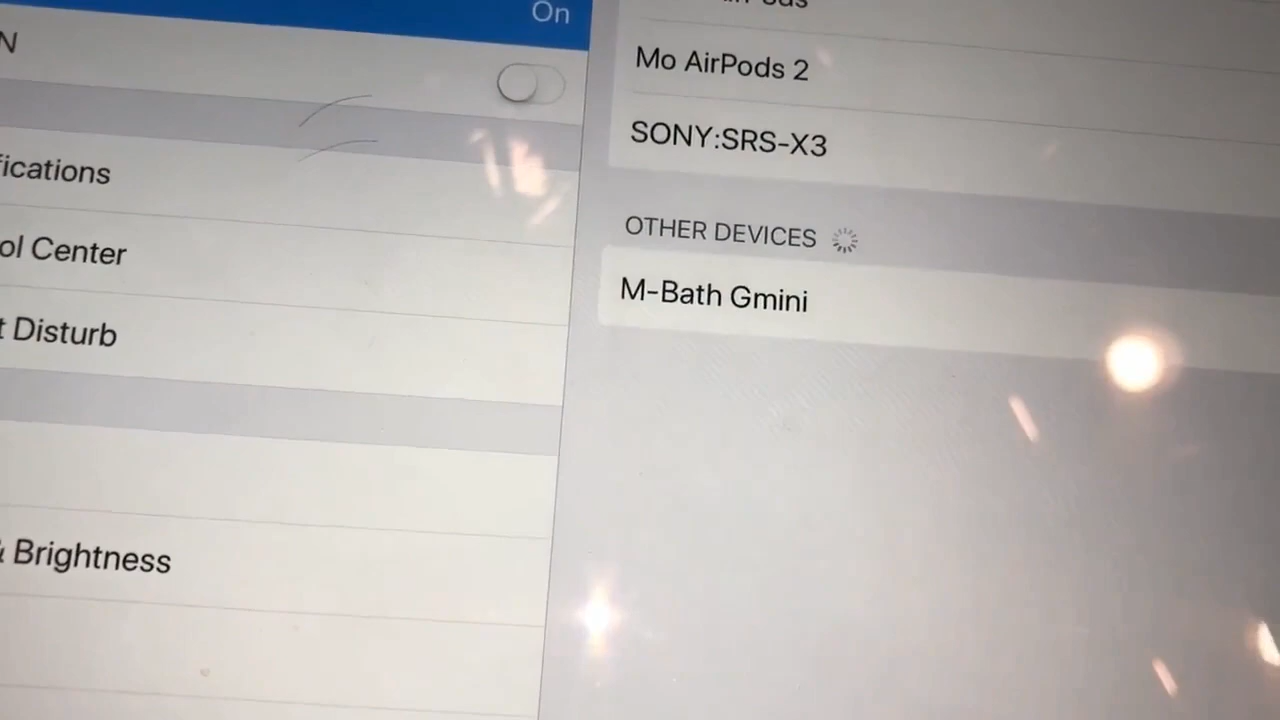 On
N
fications
ol Center
t Disturb
& Brightness
Mo AirPods 2
SONY:SRS-X3
OTHER DEVICES
M-Bath Gmini